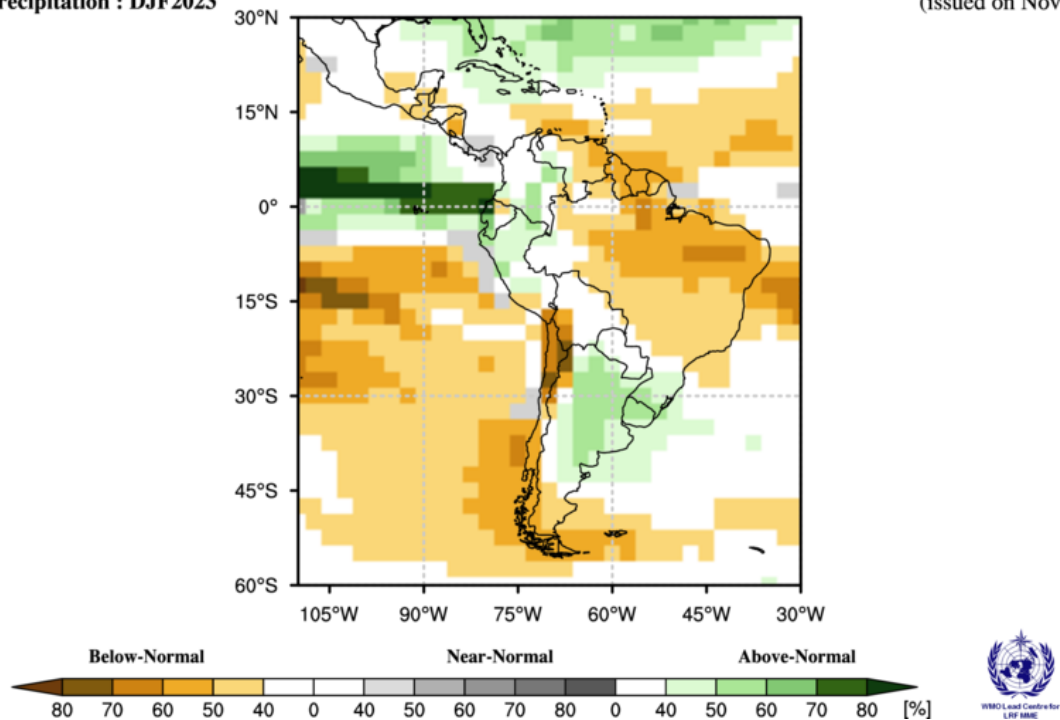 recipitation : DJF2023
(issued on Nov
30°N
15°N
0°
15°S
30°S
45°S
60°S
105°W 90°W 75°W 60°W 45°W 30°W
Below-Normal Near-Normal Above-Normal
80 70 60 50 40 0 40 50 60 70 80 0 40 50 60 70 80 [%]
WMO Lead Centre for
LRF MME